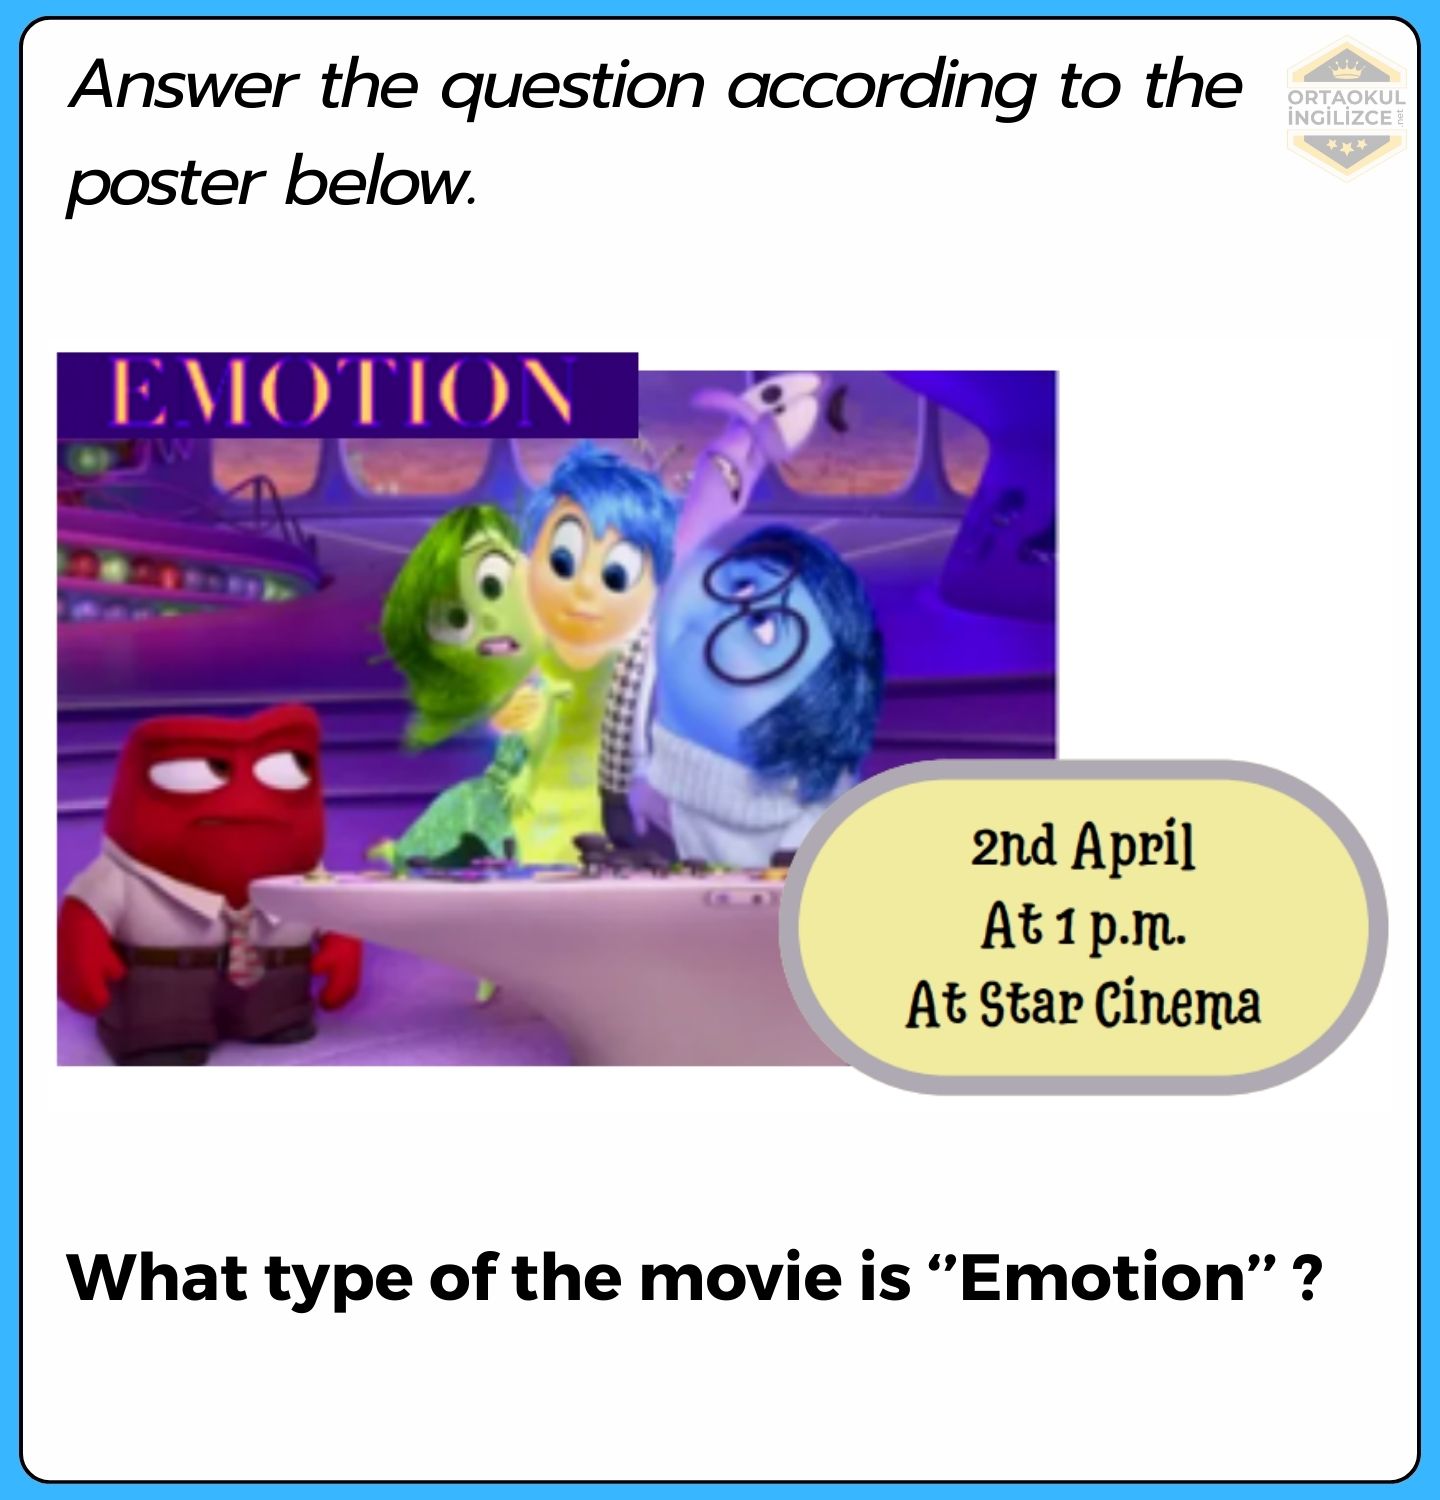 Answer the question according to the
poster below.
ORTAOKUL
İNGİLİZCE
.net
EMOTION
2nd April
At 1 p.m.
At Star Cinema
What type of the movie is ‘’Emotion’’ ?